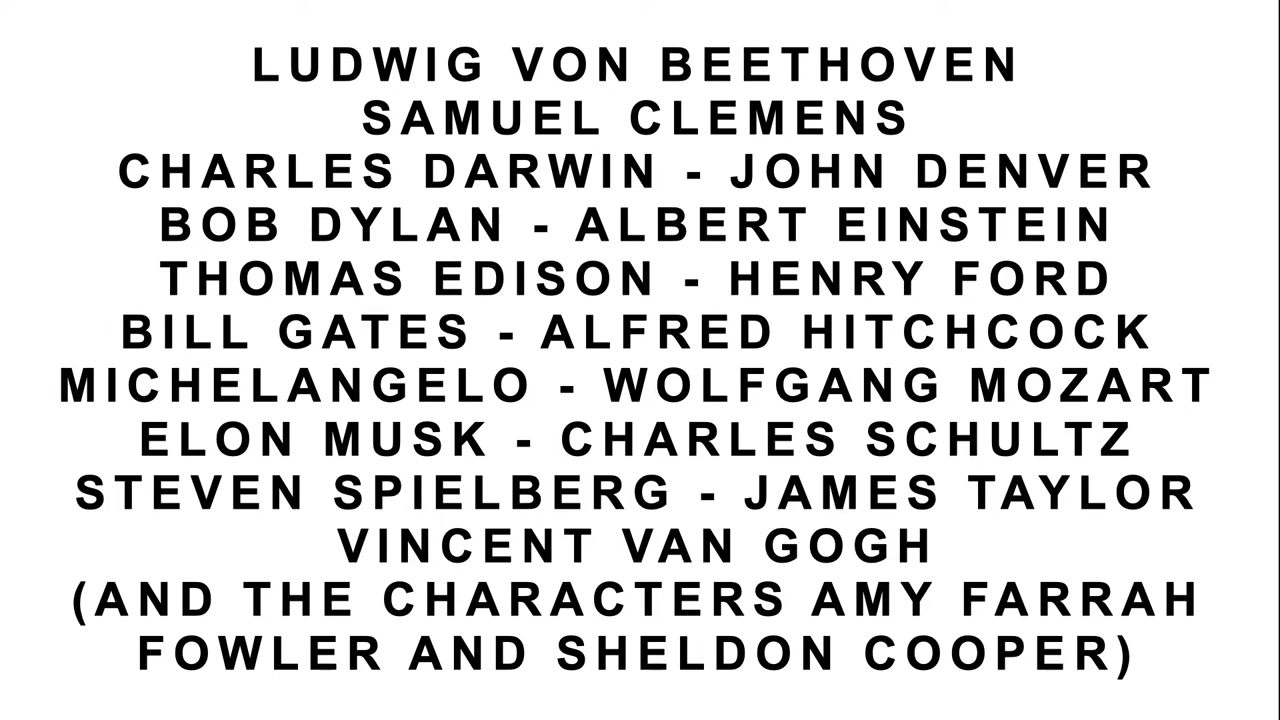 LUDWIG VON BEETHOVEN
SAMUEL CLEMENS
CHARLES DARWIN - JOHN DENVER
BOB DYLAN - ALBERT EINSTEIN
THOMAS EDISON - HENRY FORD
BILL GATES - ALFRED HITCHCOCK
MICHELANGELO - WOLFGANG MOZART
ELON MUSK - CHARLES SCHULTZ
STEVEN SPIELBERG - JAMES TAYLOR
VINCENT VAN GOGH
(AND THE CHARACTERS AMY FARRAH
FOWLER AND SHELDON COOPER)